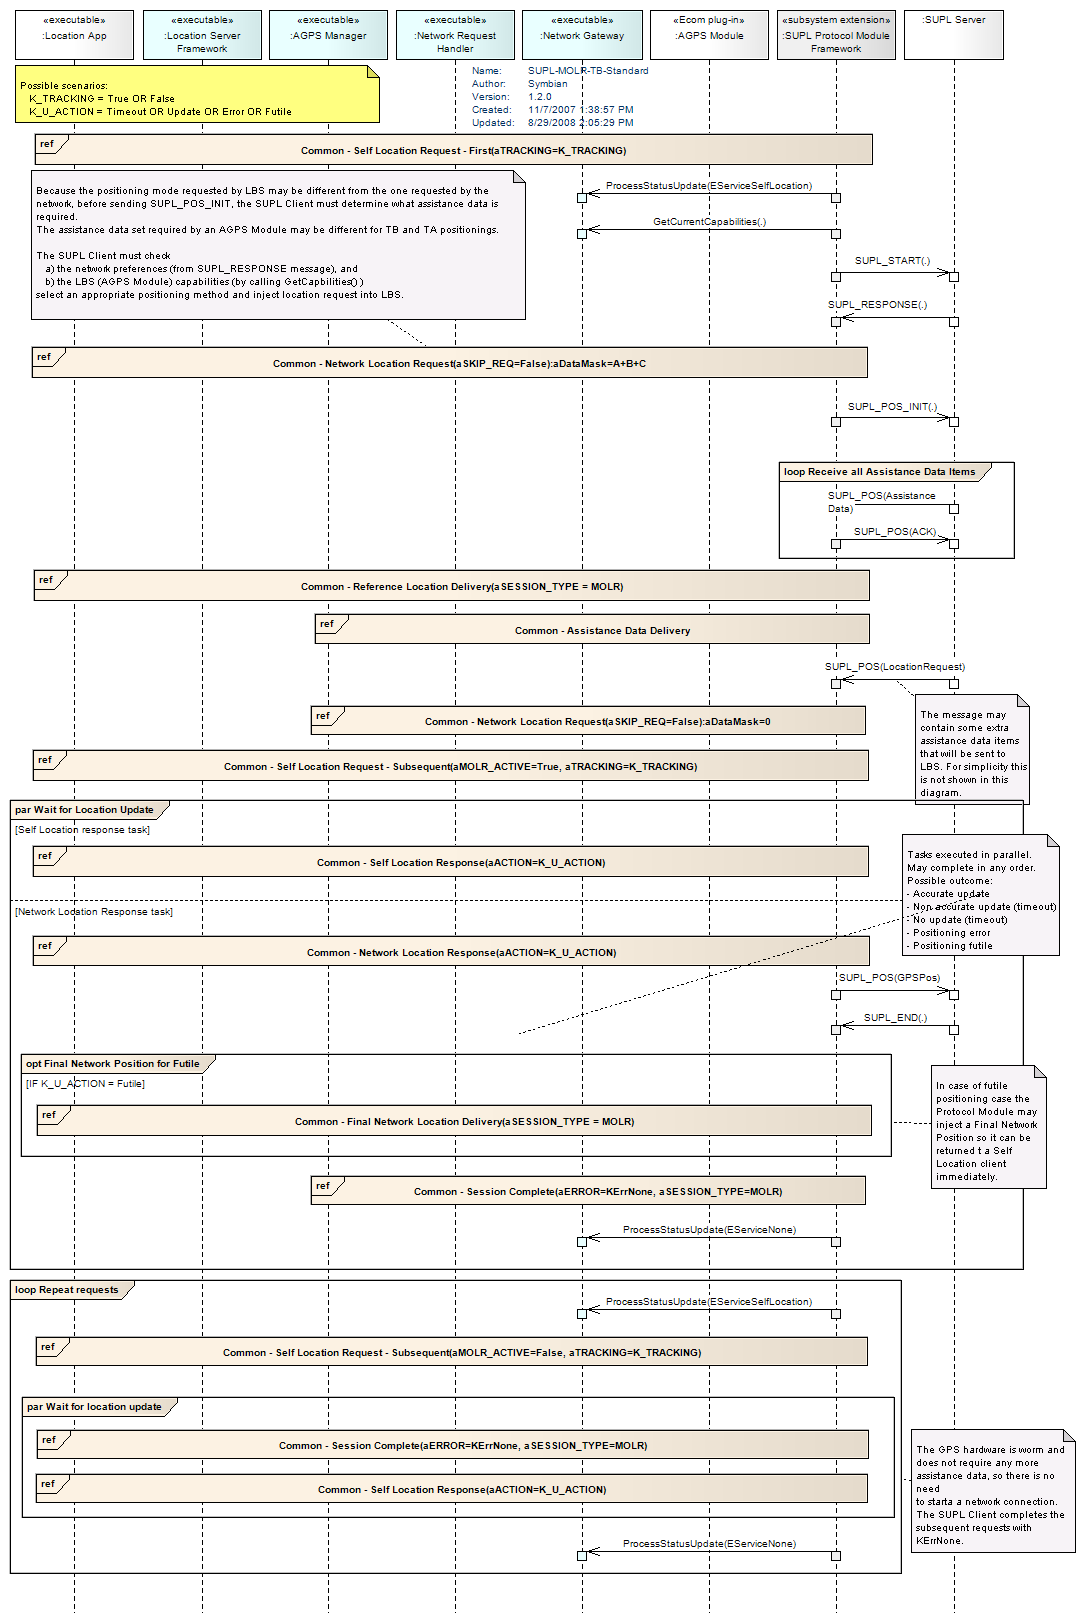 «executable»
:Location App
«executable»
:Location Server
Framework
«executable»
:AGPS Manager
«executable»
:Network Request
Handler
«executable»
:Network Gateway
«Ecom plug-in»
:AGPS Module
«subsystem extension»
:SUPL Protocol Module
Framework
:SUPL Server
Possible scenarios:
K_TRACKING = True OR False
K_U_ACTION = Timeout OR Update OR Error OR Futile
Name: SUPL-MOLR-TB-Standard
Author: Symbian
Version: 1.2.0
Created: 11/7/2007 1:38:57 PM
Updated: 8/29/2008 2:05:29 PM
ref
Common - Self Location Request - First(aTRACKING=K_TRACKING)
Because the positioning mode requested by LBS may be different from the one requested by the
network, before sending SUPL_POS_INIT, the SUPL Client must determine what assistance data is
required.
The assistance data set required by an AGPS Module may be different for TB and TA positionings.
The SUPL Client must check
a) the network preferences (from SUPL_RESPONSE message), and
b) the LBS (AGPS Module) capabilities (by calling GetCapbilities() )
select an appropriate positioning method and inject location request into LBS.
ProcessStatusUpdate(EServiceSelfLocation)
GetCurrentCapabilities(.)
SUPL_START(.)
SUPL_RESPONSE(.)
ref
Common - Network Location Request(aSKIP_REQ=False):aDataMask=A+B+C
SUPL_POS_INIT(.)
loop Receive all Assistance Data Items
SUPL_POS(Assistance
Data)
SUPL_POS(ACK)
ref
Common - Reference Location Delivery(aSESSION_TYPE = MOLR)
ref
Common - Assistance Data Delivery
SUPL_POS(LocationRequest)
The message may
contain some extra
assistance data items
that will be sent to
LBS. For simplicity this
is not shown in this
diagram.
ref
Common - Network Location Request(aSKIP_REQ=False):aDataMask=0
ref
Common - Self Location Request - Subsequent(aMOLR_ACTIVE=True, aTRACKING=K_TRACKING)
par Wait for Location Update
[Self Location response task]
ref
Common - Self Location Response(aACTION=K_U_ACTION)
Tasks executed in parallel.
May complete in any order.
Possible outcome:
- Accurate update
- Non accurate update (timeout)
- No update (timeout)
- Positioning error
- Positioning futile
[Network Location Response task]
ref
Common - Network Location Response(aACTION=K_U_ACTION)
SUPL_POS(GPSPos)
SUPL_END(.)
opt Final Network Position for Futile
[IF K_U_ACTION = Futile]
ref
Common - Final Network Location Delivery(aSESSION_TYPE = MOLR)
In case of futile
positioning case the
Protocol Module may
inject a Final Network
Position so it can be
returned t a Self
Location client
immediately.
ref
Common - Session Complete(aERROR=KErrNone, aSESSION_TYPE=MOLR)
ProcessStatusUpdate(EServiceNone)
loop Repeat requests
ProcessStatusUpdate(EServiceSelfLocation)
ref
Common - Self Location Request - Subsequent(aMOLR_ACTIVE=False, aTRACKING=K_TRACKING)
par Wait for location update
ref
Common - Session Complete(aERROR=KErrNone, aSESSION_TYPE=MOLR)
ref
Common - Self Location Response(aACTION=K_U_ACTION)
The GPS hardware is worm and
does not require any more
assistance data, so there is no
need
to starta a network connection.
The SUPL Client completes the
subsequent requests with
KErrNone.
ProcessStatusUpdate(EServiceNone)